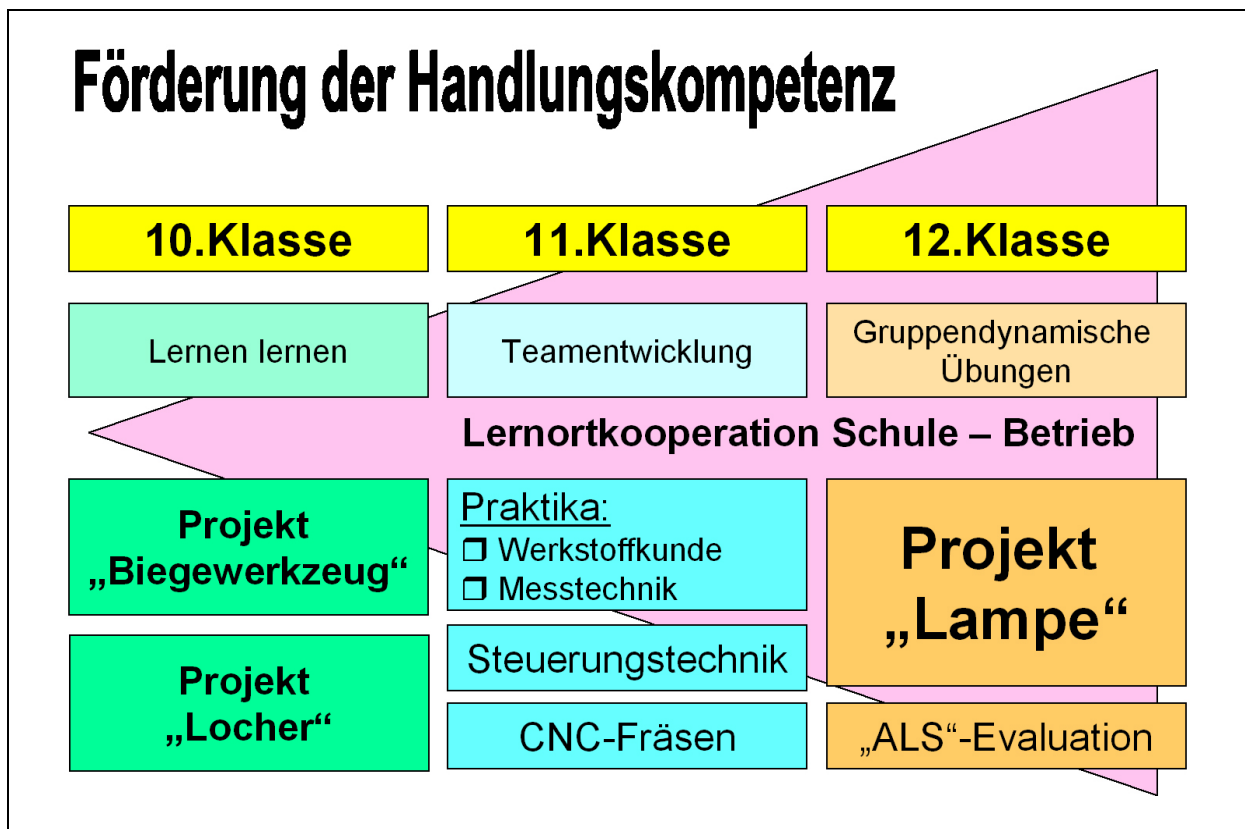 Förderung der Handlungskompetenz
10.Klasse
11.Klasse
12.Klasse
Lernen lernen
Teamentwicklung
Gruppendynamische
Übungen
Lernortkooperation Schule – Betrieb
Projekt
„Biegewerkzeug“
Projekt
„Locher“
Praktika:
❒ Werkstoffkunde
❒ Messtechnik
Steuerungstechnik
CNC-Fräsen
Projekt
„Lampe“
„ALS“-Evaluation